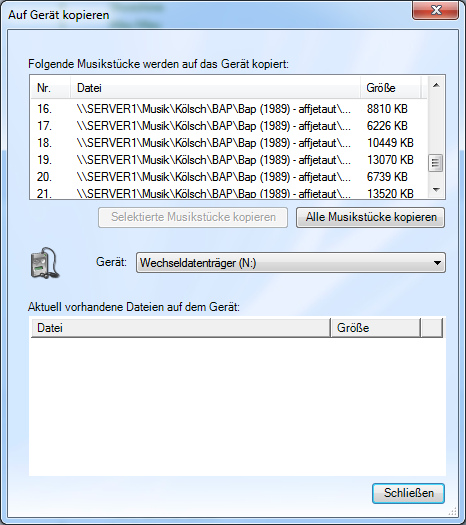 Auf Gerät kopieren
Folgende Musikstücke werden auf das Gerät kopiert:
Nr. Datei Größe
16. \\SERVER1\Musik\Kölsch\BAP\Bap (1989) - affjetaut\... 8810 KB
17. \\SERVER1\Musik\Kölsch\BAP\Bap (1989) - affjetaut\... 6226 KB
18. \\SERVER1\Musik\Kölsch\BAP\Bap (1989) - affjetaut\... 10449 KB
19. \\SERVER1\Musik\Kölsch\BAP\Bap (1989) - affjetaut\... 13070 KB
20. \\SERVER1\Musik\Kölsch\BAP\Bap (1989) - affjetaut\... 6739 KB
21. \\SERVER1\Musik\Kölsch\BAP\Bap (1989) - affjetaut\... 13520 KB
Selektierte Musikstücke kopieren Alle Musikstücke kopieren
Gerät: Wechseldatenträger (N:)
Aktuell vorhandene Dateien auf dem Gerät:
Datei Größe
Schließen